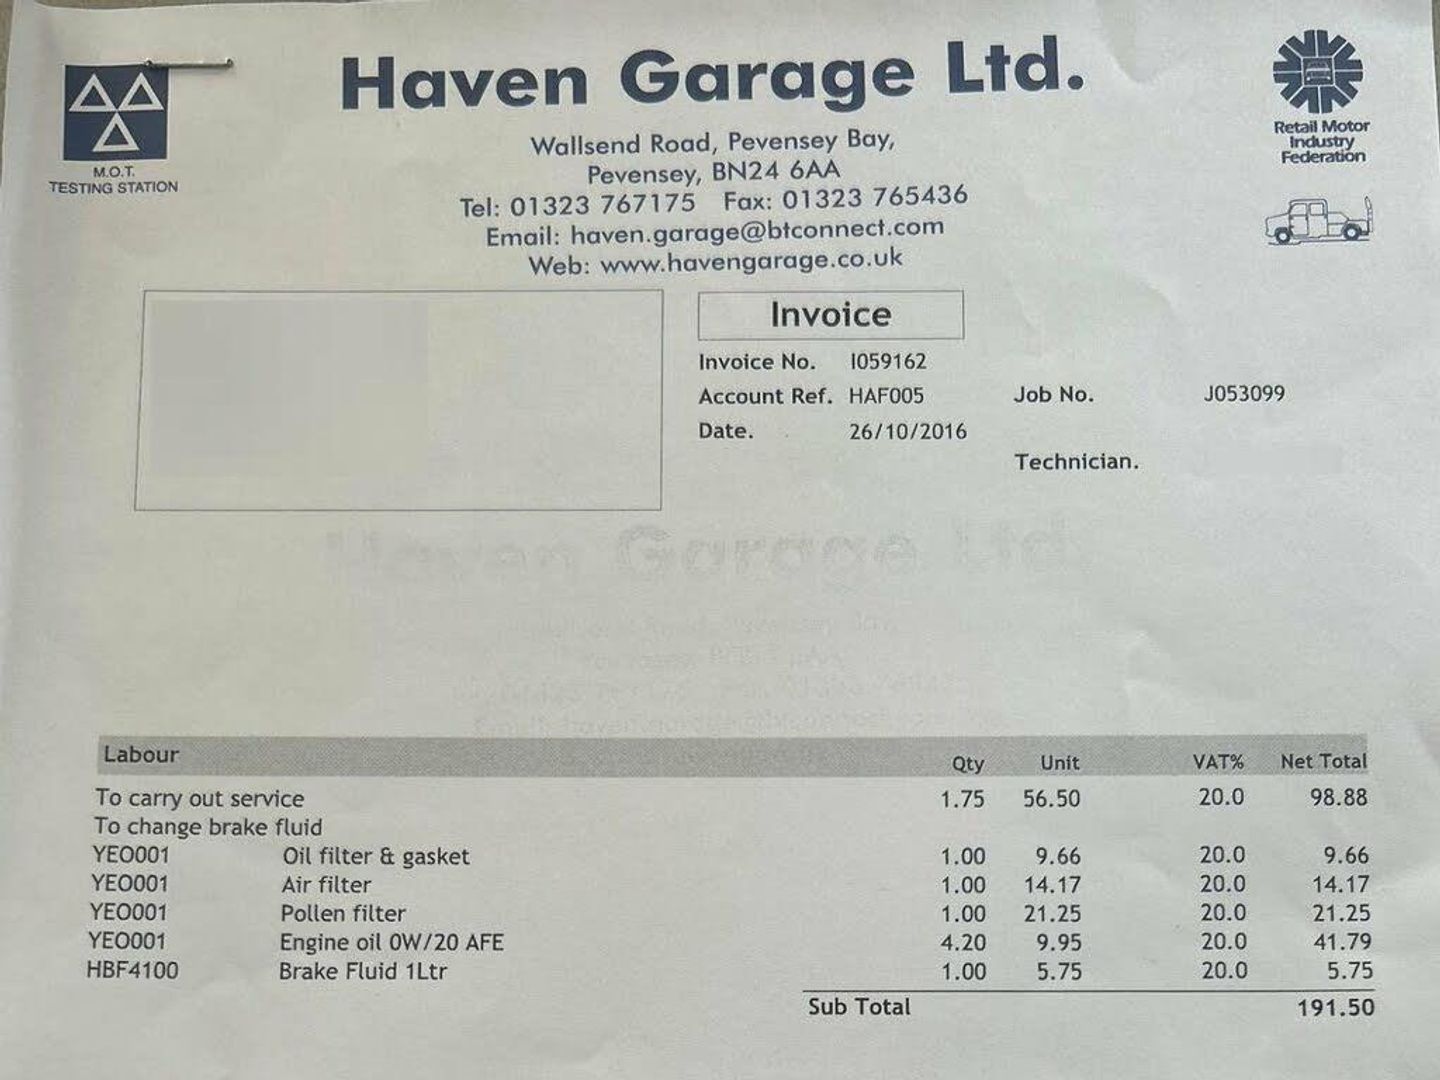 Haven Garage Ltd.
Wallsend Road, Pevensey Bay,
Pevensey, BN24 6AA
Tel: 01323 767175 Fax: 01323 765436
Email: haven.garage@btconnect.com
Web: www.havengarage.co.uk
M.O.T.
TESTING STATION
Retail Motor
Industry
Federation
Invoice
Invoice No. I059162
Account Ref. HAF005 Job No. J053099
Date. 26/10/2016
Technician.
Labour Qty Unit VAT% Net Total
To carry out service 1.75 56.50 20.0 98.88
To change brake fluid
YEO001 Oil filter & gasket 1.00 9.66 20.0 9.66
YEO001 Air filter 1.00 14.17 20.0 14.17
YEO001 Pollen filter 1.00 21.25 20.0 21.25
YEO001 Engine oil 0W/20 AFE 4.20 9.95 20.0 41.79
HBF4100 Brake Fluid 1Ltr 1.00 5.75 20.0 5.75
Sub Total 191.50